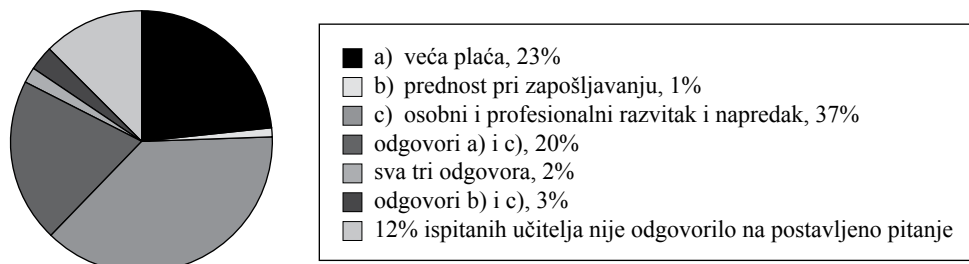 a) veća plaća, 23%
b) prednost pri zapošljavanju, 1%
c) osobni i profesionalni razvitak i napredak, 37%
odgovori a) i c), 20%
sva tri odgovora, 2%
odgovori b) i c), 3%
12% ispitanih učitelja nije odgovorilo na postavljeno pitanje